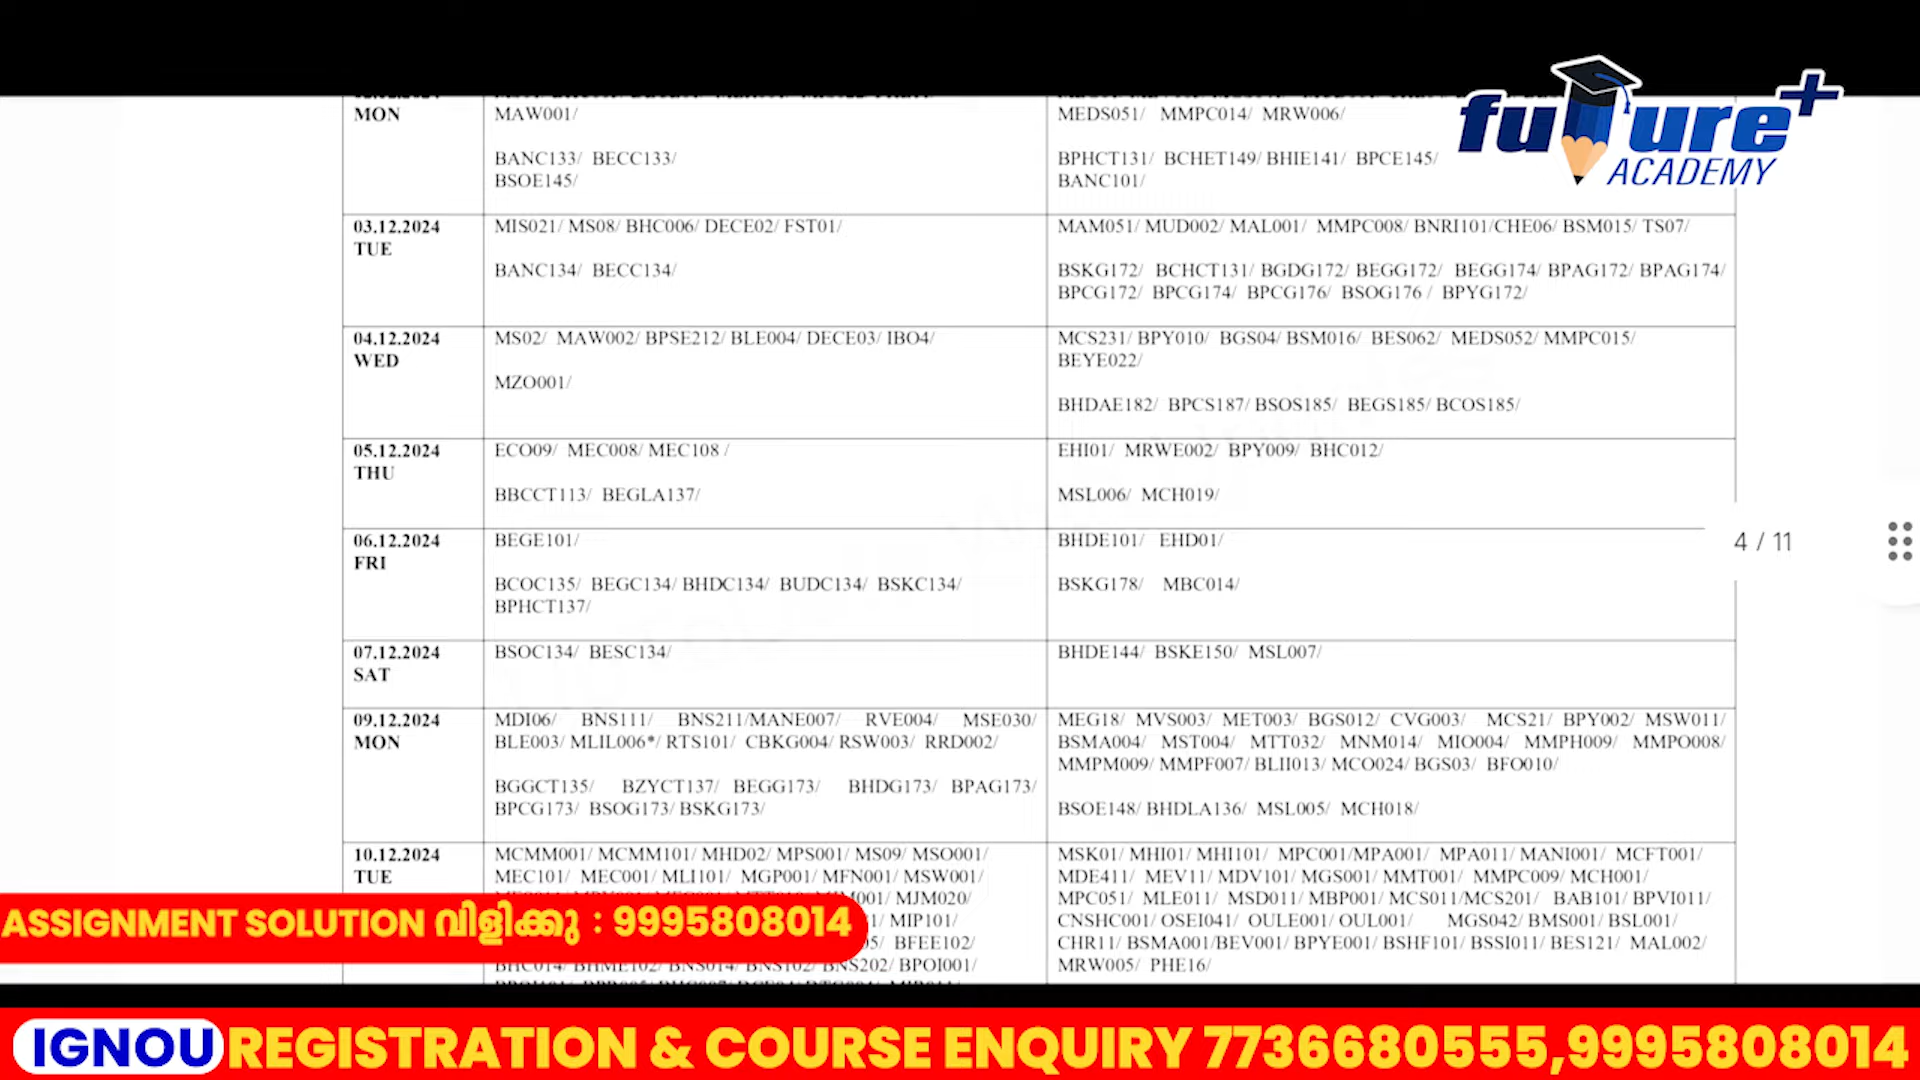 future+
ACADEMY
MON
MAW001/
MEDS051/ MMPC014/ MRW006/
BANC133/ BECC133/
BPHCT131/ BCHET149/ BHIE141/ BPCE145/
BSOE145/
BANC101/
03.12.2024
TUE
MIS021/ MS08/ BHC006/ DECE02/ FST01/
MAM051/ MUD002/ MAL001/ MMPC008/ BNRI101/CHE06/ BSM015/ TS07/
BANC134/ BECC134/
BSKG172/ BCHCT131/ BGDG172/ BEGG172/ BEGG174/ BPAG172/ BPAG174/
BPCG172/ BPCG174/ BPCG176/ BSOG176 / BPYG172/
04.12.2024
WED
MS02/ MAW002/ BPSE212/ BLE004/ DECE03/ IBO4/
MZO001/
MCS231/ BPY010/ BGS04/ BSM016/ BES062/ MEDS052/ MMPC015/
BEYE022/
BHDAE182/ BPCS187/ BSOS185/ BEGS185/ BCOS185/
05.12.2024
THU
ECO09/ MEC008/ MEC108 /
BBCCT113/ BEGLA137/
EHI01/ MRWE002/ BPY009/ BHC012/
MSL006/ MCH019/
06.12.2024
FRI
BEGE101/
BCOC135/ BEGC134/ BHDC134/ BUDC134/ BSKC134/
BPHCT137/
BHDE101/ EHD01/
BSKG178/ MBC014/
4 / 11
07.12.2024
SAT
BSOC134/ BESC134/
BHDE144/ BSKE150/ MSL007/
09.12.2024
MON
MDI06/ BNS111/ BNS211/MANE007/ RVE004/ MSE030/
BLE003/ MLIL006*/ RTS101/ CBKG004/ RSW003/ RRD002/
BGGCT135/ BZYCT137/ BEGG173/ BHDG173/ BPAG173/
BPCG173/ BSOG173/ BSKG173/
MEG18/ MVS003/ MET003/ BGS012/ CVG003/ MCS21/ BPY002/ MSW011/
BSMA004/ MST004/ MTT032/ MNM014/ MIO004/ MMPH009/ MMPO008/
MMPM009/ MMPF007/ BLII013/ MCO024/ BGS03/ BFO010/
BSOE148/ BHDLA136/ MSL005/ MCH018/
10.12.2024
TUE
MCMM001/ MCMM101/ MHD02/ MPS001/ MS09/ MSO001/
MEC101/ MEC001/ MLI101/ MGP001/ MFN001/ MSW001/
MJM020/
MIP101/
BFEE102/
BHC014/ BHME102/ BNS014/ BNS102/ BNS202/ BPOI001/
MSK01/ MHI01/ MHI101/ MPC001/MPA001/ MPA011/ MANI001/ MCFT001/
MDE411/ MEV11/ MDV101/ MGS001/ MMT001/ MMPC009/ MCH001/
MPC051/ MLE011/ MSD011/ MBP001/ MCS011/MCS201/ BAB101/ BPVI011/
CNSHC001/ OSEI041/ OULE001/ OUL001/ MGS042/ BMS001/ BSL001/
CHR11/ BSMA001/BEV001/ BPYE001/ BSHF101/ BSSI011/ BES121/ MAL002/
MRW005/ PHE16/
ASSIGNMENT SOLUTION വിളിക്കു : 9995808014
IGNOU REGISTRATION & COURSE ENQUIRY 7736680555,9995808014